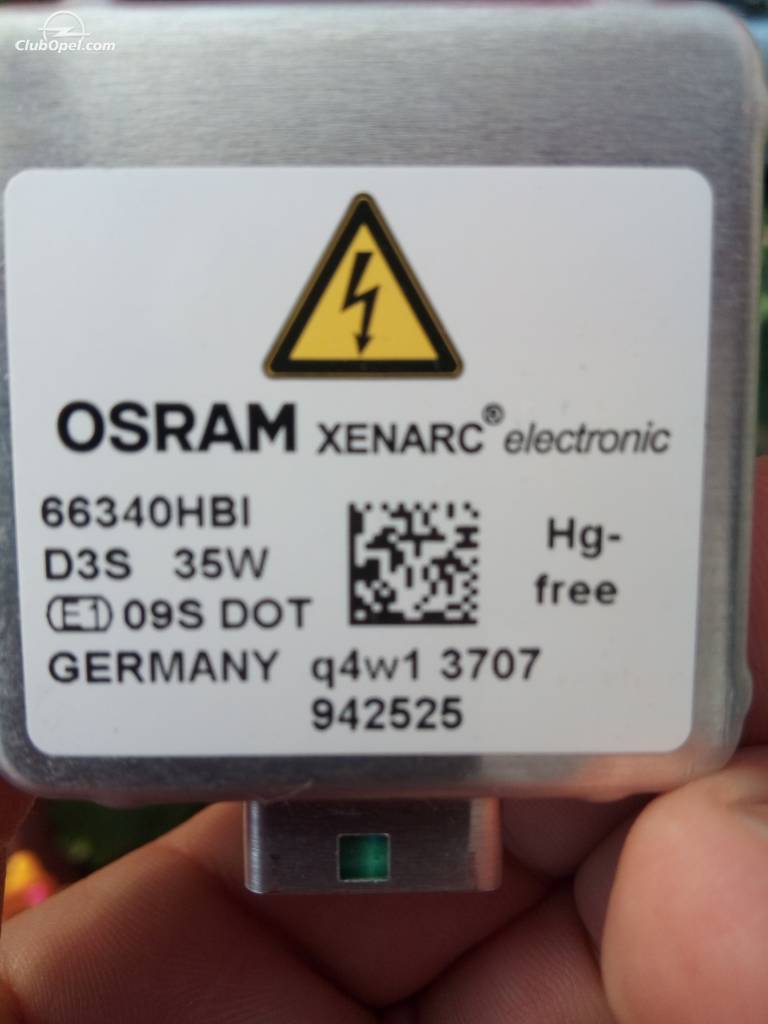 ClubOpel.com
OSRAM XENARC® electronic
66340HBI
D3S 35W
Hg-
free
E1 09S DOT
GERMANY q4w1 3707
942525